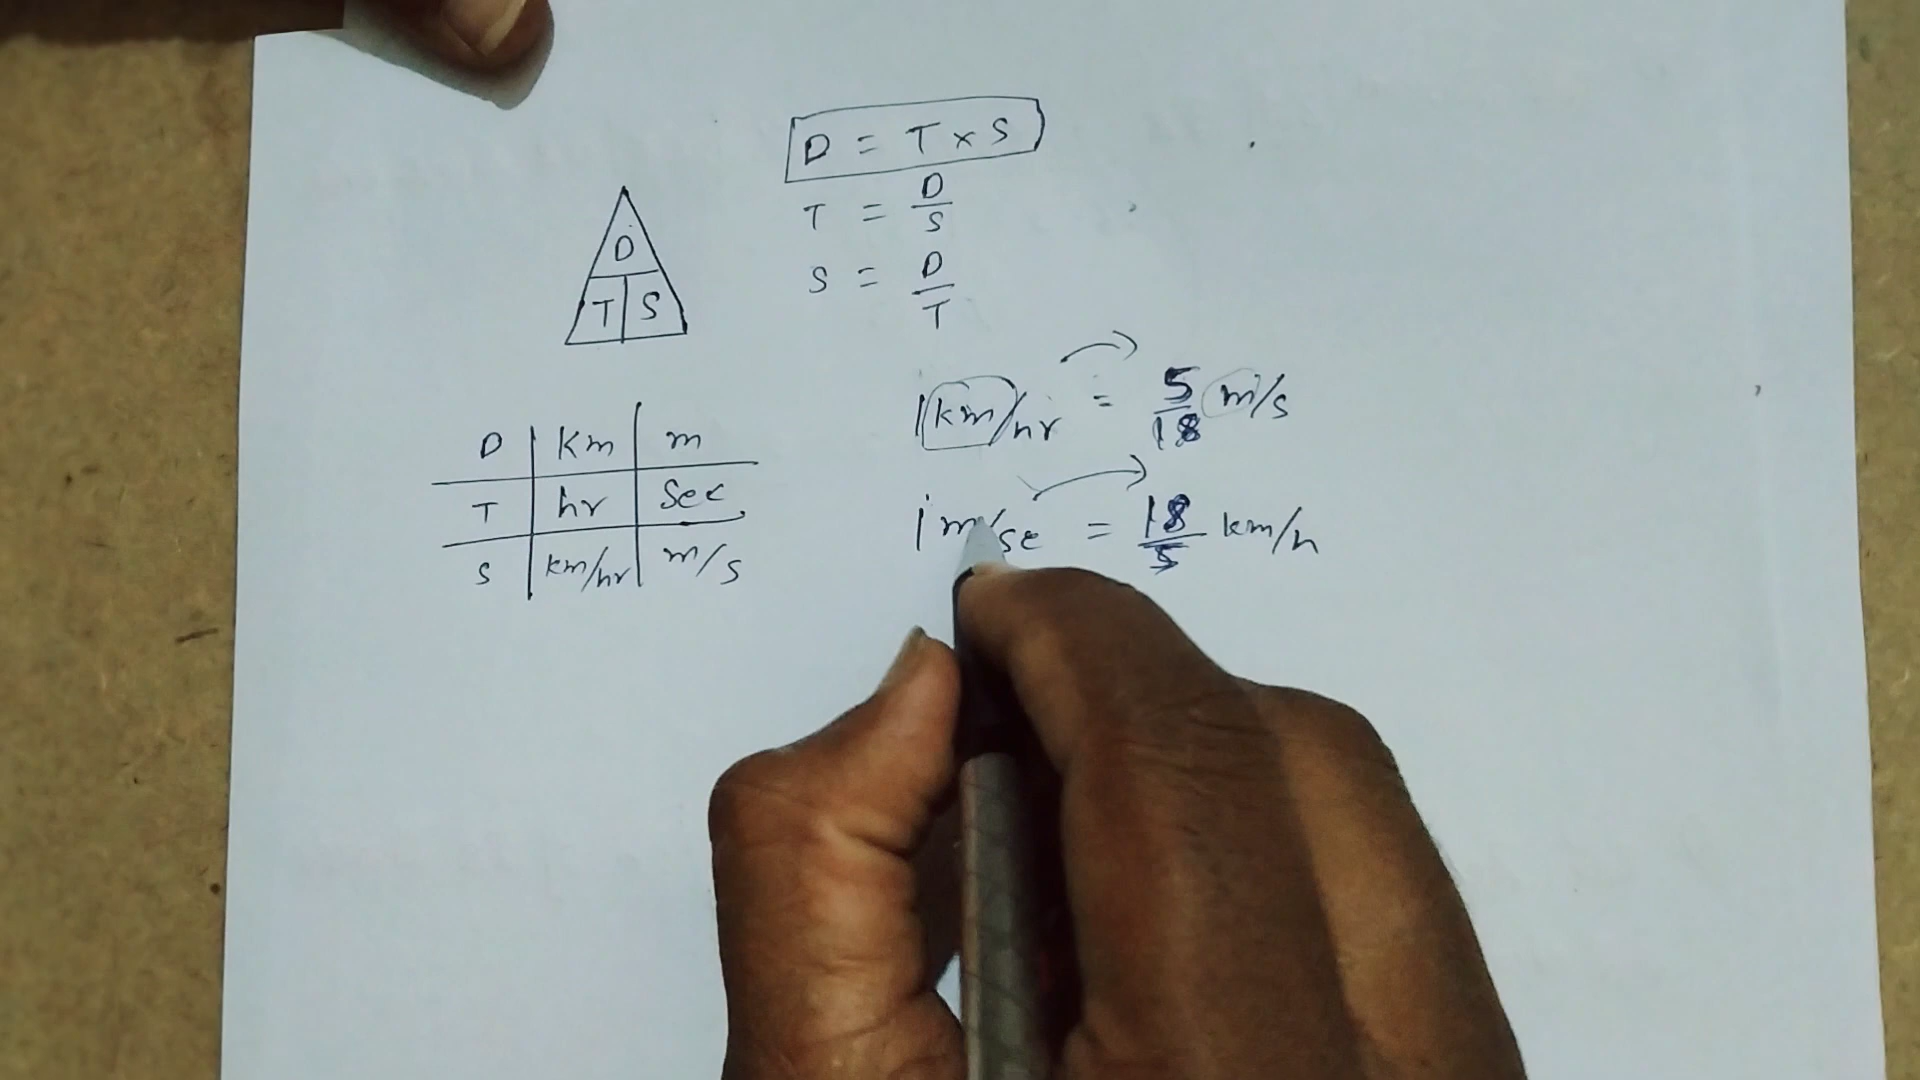 D = T x S
T = D/S
S = D/T
D
T S
D km m
T hr Sec
S km/hr m/s
1 km/hr = 5/18 m/s
1 m/se = 18/5 km/h